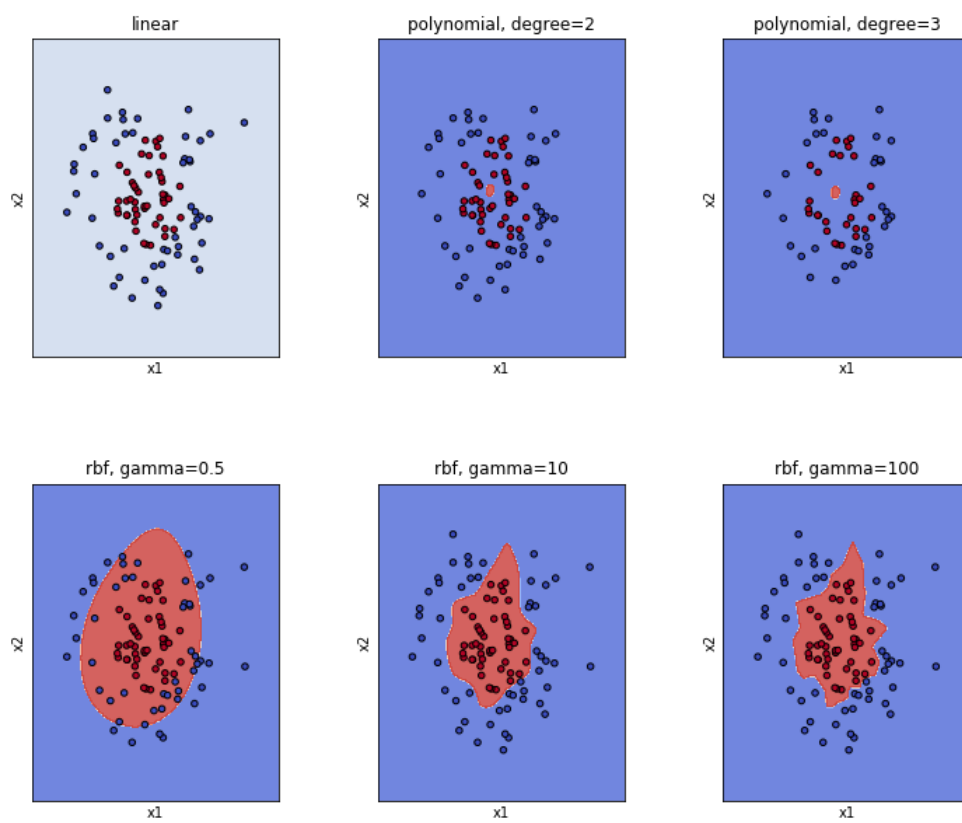 linear
polynomial, degree=2
polynomial, degree=3
x2
x2
x2
x1
x1
x1
rbf, gamma=0.5
rbf, gamma=10
rbf, gamma=100
x2
x2
x2
x1
x1
x1